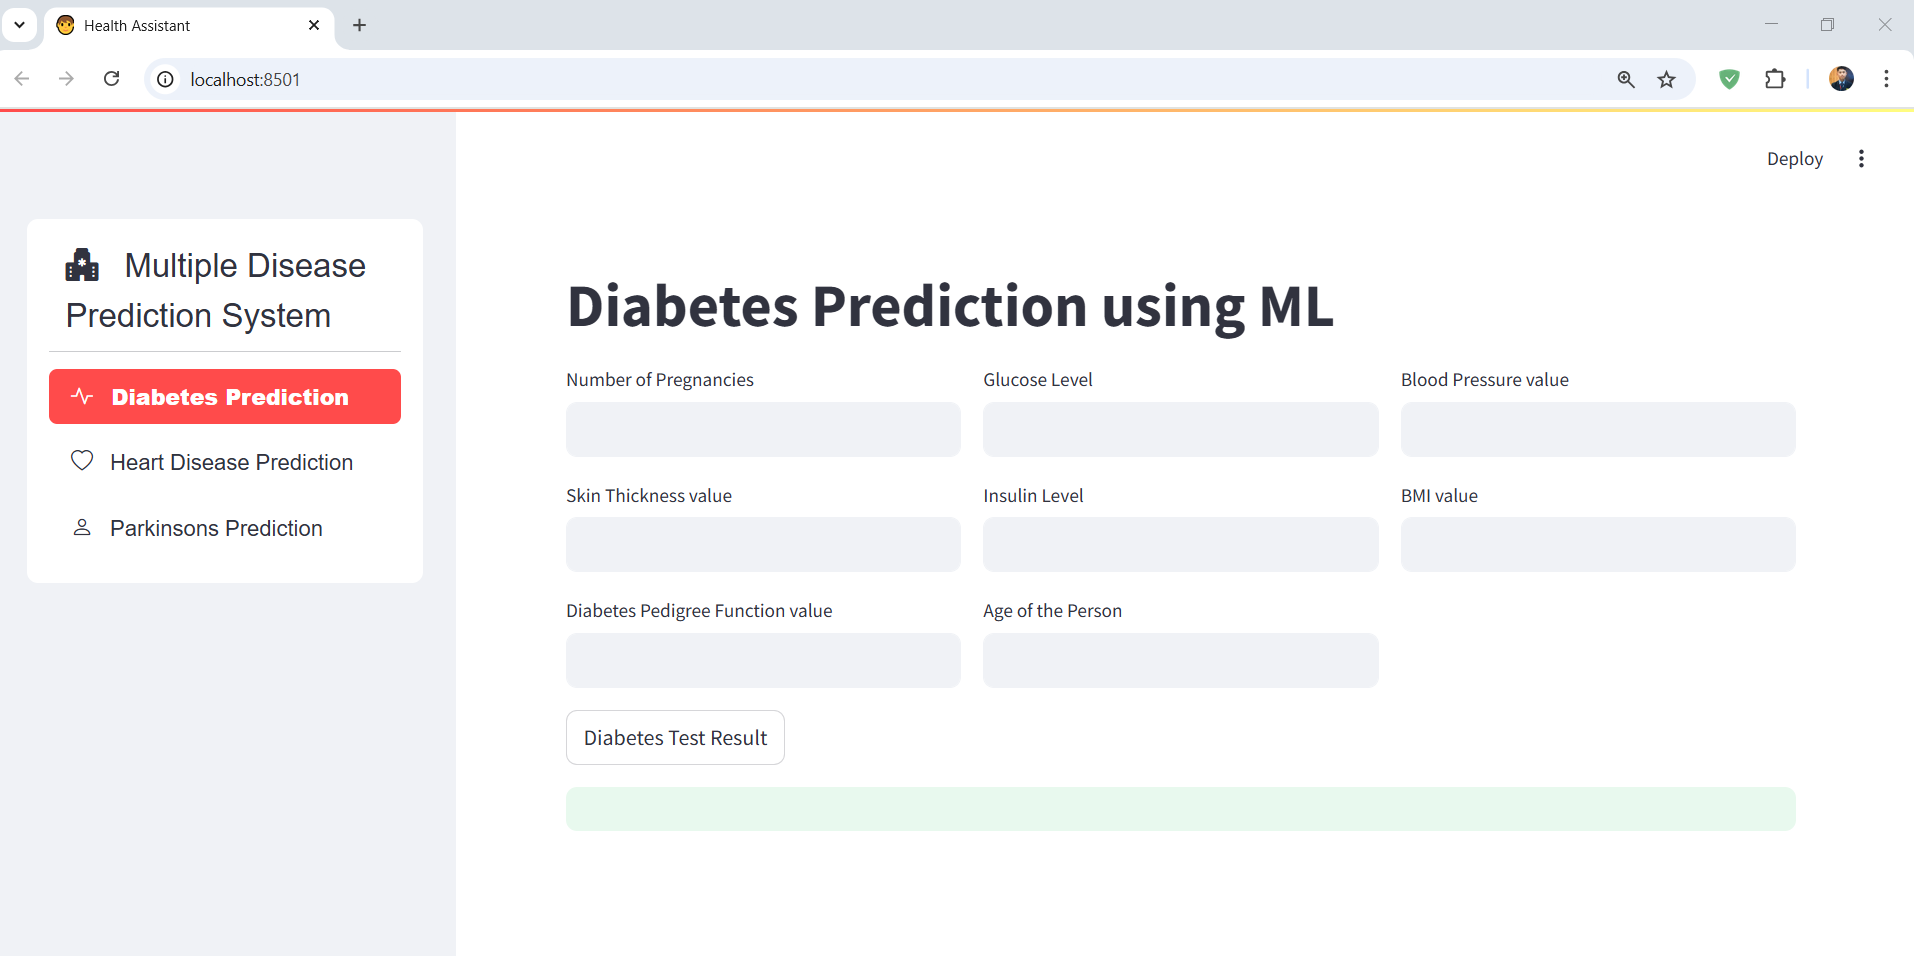 Health Assistant
localhost:8501
Deploy
Multiple Disease
Prediction System
Diabetes Prediction
Heart Disease Prediction
Parkinsons Prediction
Diabetes Prediction using ML
Number of Pregnancies
Glucose Level
Blood Pressure value
Skin Thickness value
Insulin Level
BMI value
Diabetes Pedigree Function value
Age of the Person
Diabetes Test Result